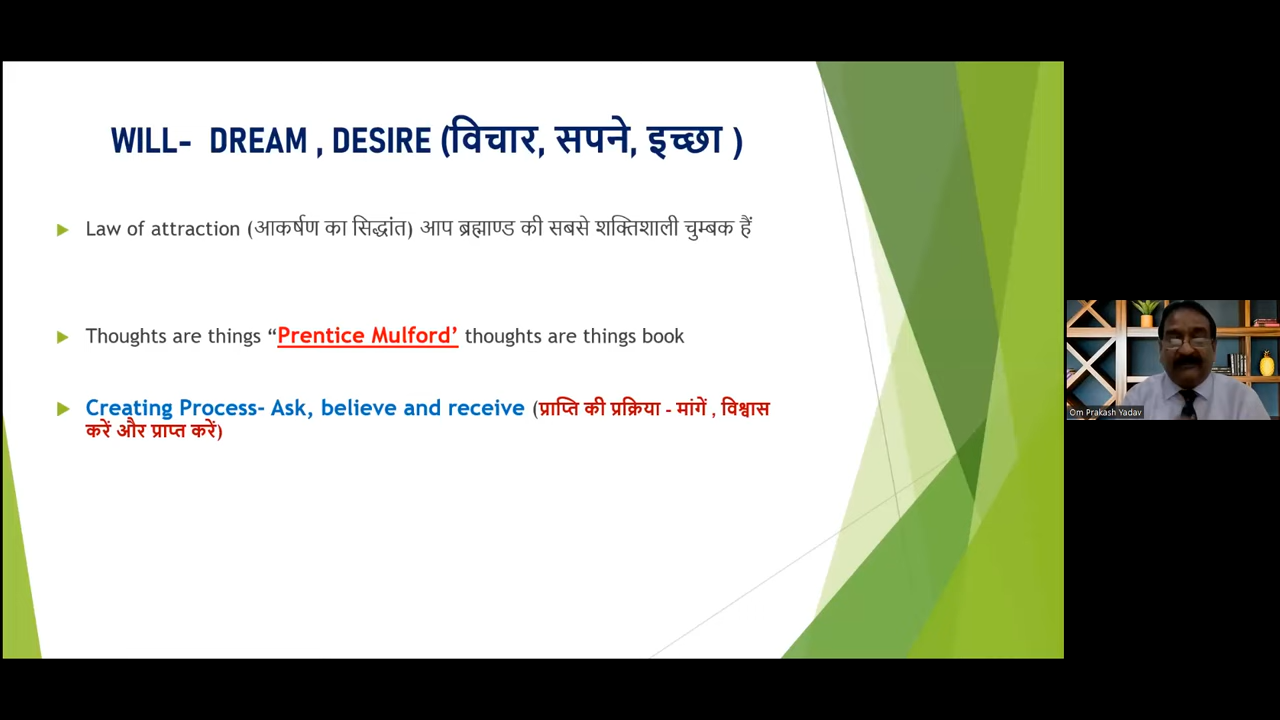 WILL- DREAM , DESIRE (विचार, सपने, इच्छा )
Law of attraction (आकर्षण का सिद्धांत) आप ब्रह्माण्ड की सबसे शक्तिशाली चुम्बक हैं
Thoughts are things “Prentice Mulford’ thoughts are things book
Creating Process- Ask, believe and receive (प्राप्ति की प्रक्रिया - मांगें , विश्वास
करें और प्राप्त करें)
Om Prakash Yadav